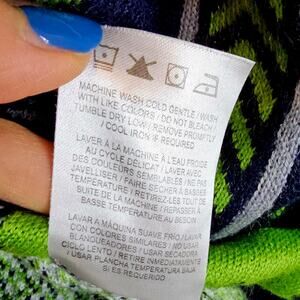 MACHINE WASH COLD GENTLE / WASH
WITH LIKE COLORS / DO NOT BLEACH /
TUMBLE DRY LOW / REMOVE PROMPTLY
/ COOL IRON IF REQUIRED
LAVER À LA MACHINE À L'EAU FROIDE
AU CYCLE DÉLICAT / LAVER AVEC
DES COULEURS SEMBLABLES / NE PAS
JAVELLISER / FAIRE SÉCHER À BASSE
TEMPÉRATURE / RETIREZ-LES TOUT DE
SUITE DE LA MACHINE / REPASSER À
BASSE TEMPÉRATURE AU BESOIN
LAVAR A MÁQUINA SUAVE FRÍO / LAVAR
CON COLORES SIMILARES / NO USAR
BLANQUEADORES / USAR SECADORA
CICLO LENTO / RETIRE INMEDIATAMENTE
/ USAR PLANCHA TEMPERATURA BAJA
SI ES REQUERIDO